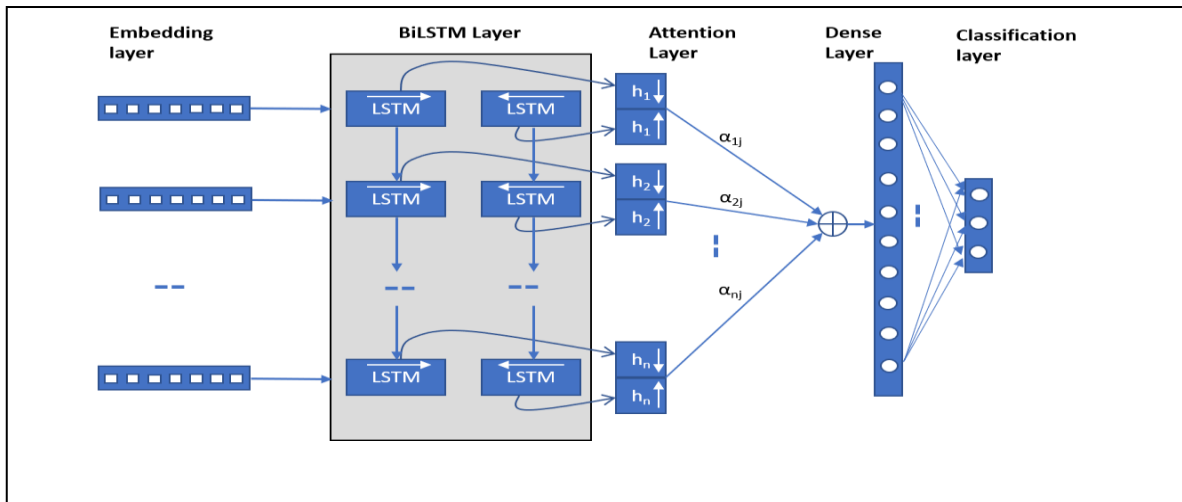 Embedding layer
BiLSTM Layer
Attention Layer
Dense Layer
Classification layer
LSTM
LSTM
h₁
h₁
α₁ⱼ
LSTM
LSTM
h₂
h₂
α₂ⱼ
LSTM
LSTM
hₙ
hₙ
αₙⱼ